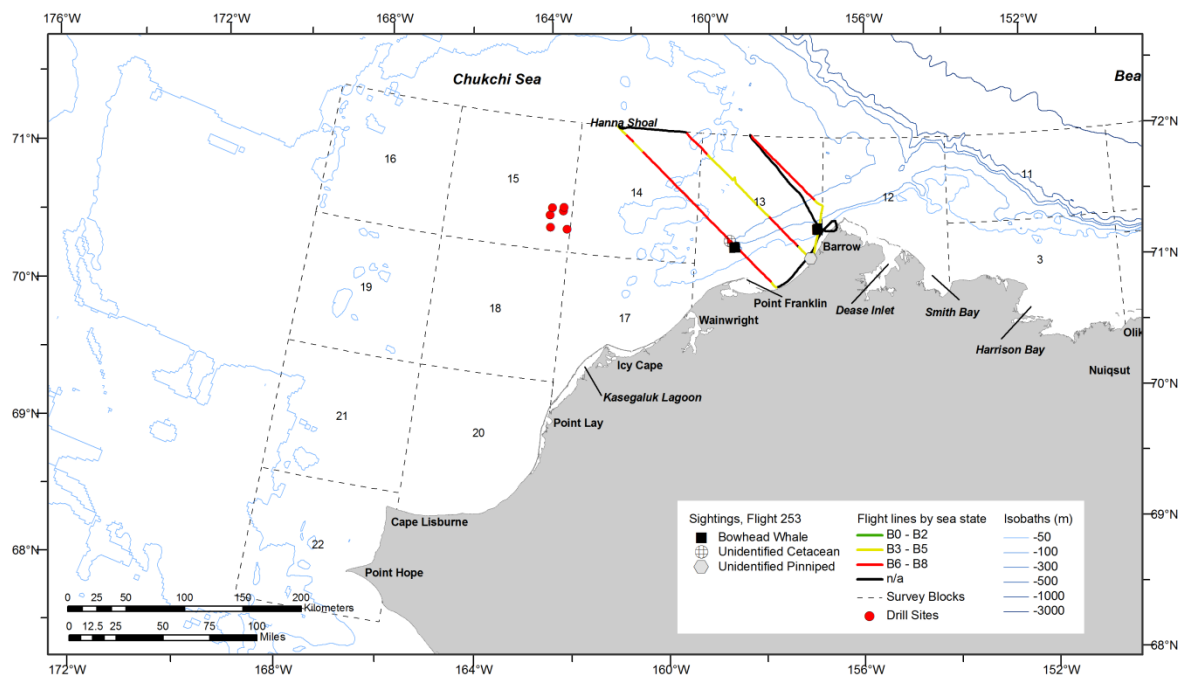 176°W
164°W
160°W
156°W
152°W
Chukchi Sea
Bea
72°N
71°N
Hanna Shoal
16
15
14
13
12
11
3
Barrow
71°N
70°N
19
18
17
Point Franklin
Dease Inlet
Smith Bay
Wainwright
Harrison Bay
Olik
Nuiqsut
Icy Cape
70°N
Kasegaluk Lagoon
69°N
21
20
Point Lay
Cape Lisburne
69°N
68°N
22
Point Hope
0 25 50 100 150 200
Kilometers
0 12.5 25 50 75 100
Miles
Sightings, Flight 253
Bowhead Whale
Unidentified Cetacean
Unidentified Pinniped
Flight lines by sea state
B0 - B2
B3 - B5
B6 - B8
n/a
Survey Blocks
Drill Sites
Isobaths (m)
-50
-100
-300
-500
-1000
-3000
68°N
172°W
168°W
164°W
160°W
156°W
152°W